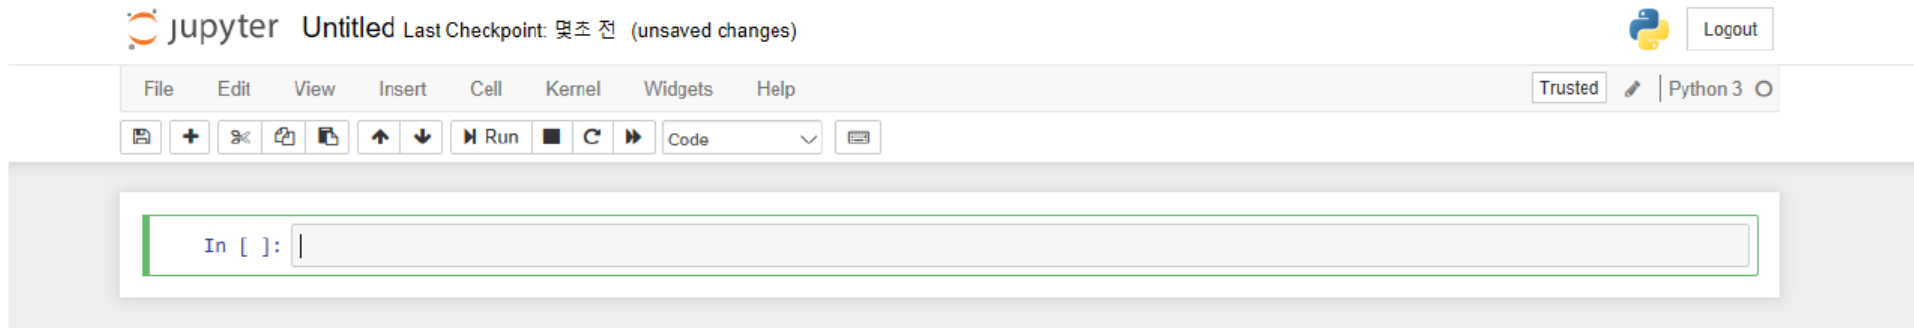 jupyter Untitled Last Checkpoint: 몇초 전 (unsaved changes) Logout
File Edit View Insert Cell Kernel Widgets Help Trusted Python 3
Run Code
In [ ]: